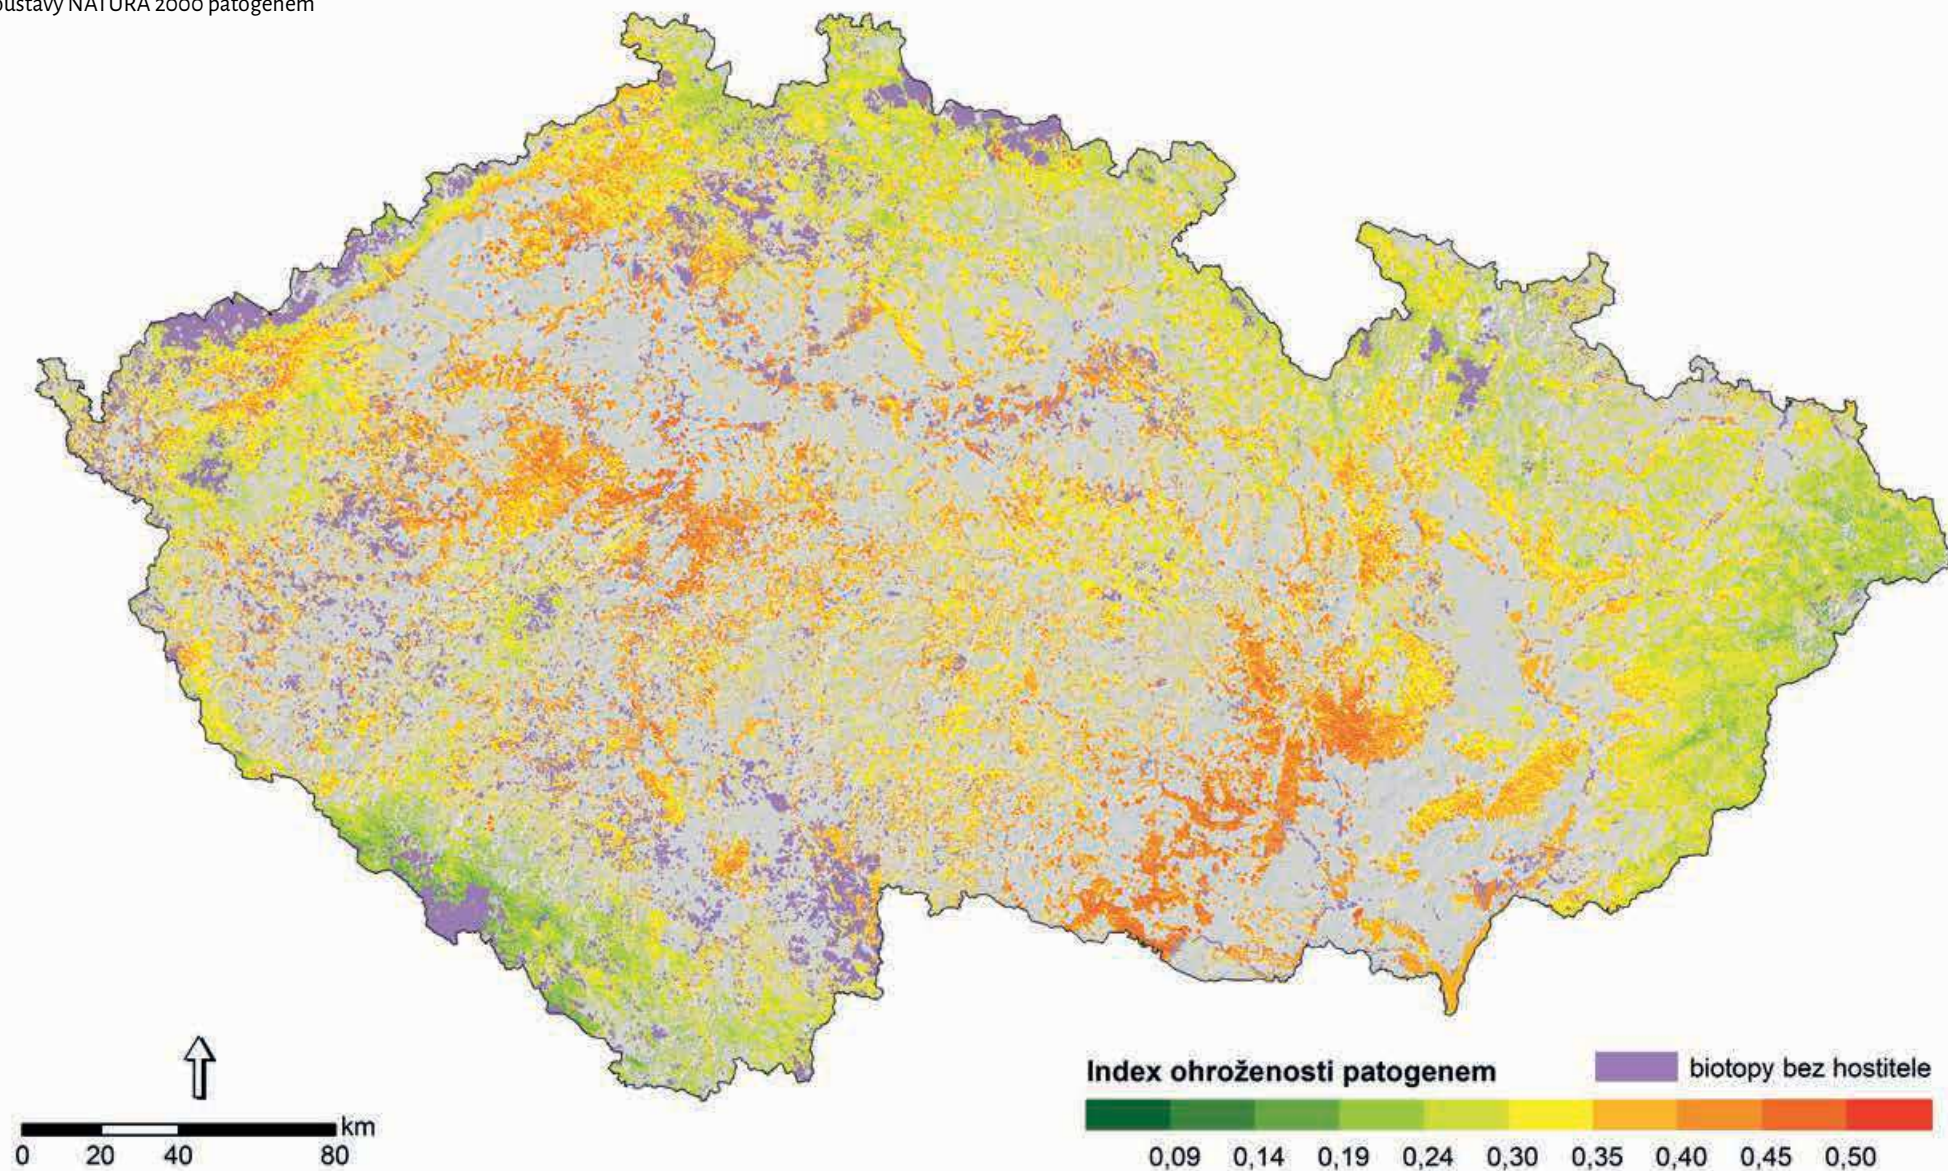 oustavy NATURA 2000 patogenem
Index ohroženosti patogenem
biotopy bez hostitele
0,09 0,14 0,19 0,24 0,30 0,35 0,40 0,45 0,50
km
0 20 40 80